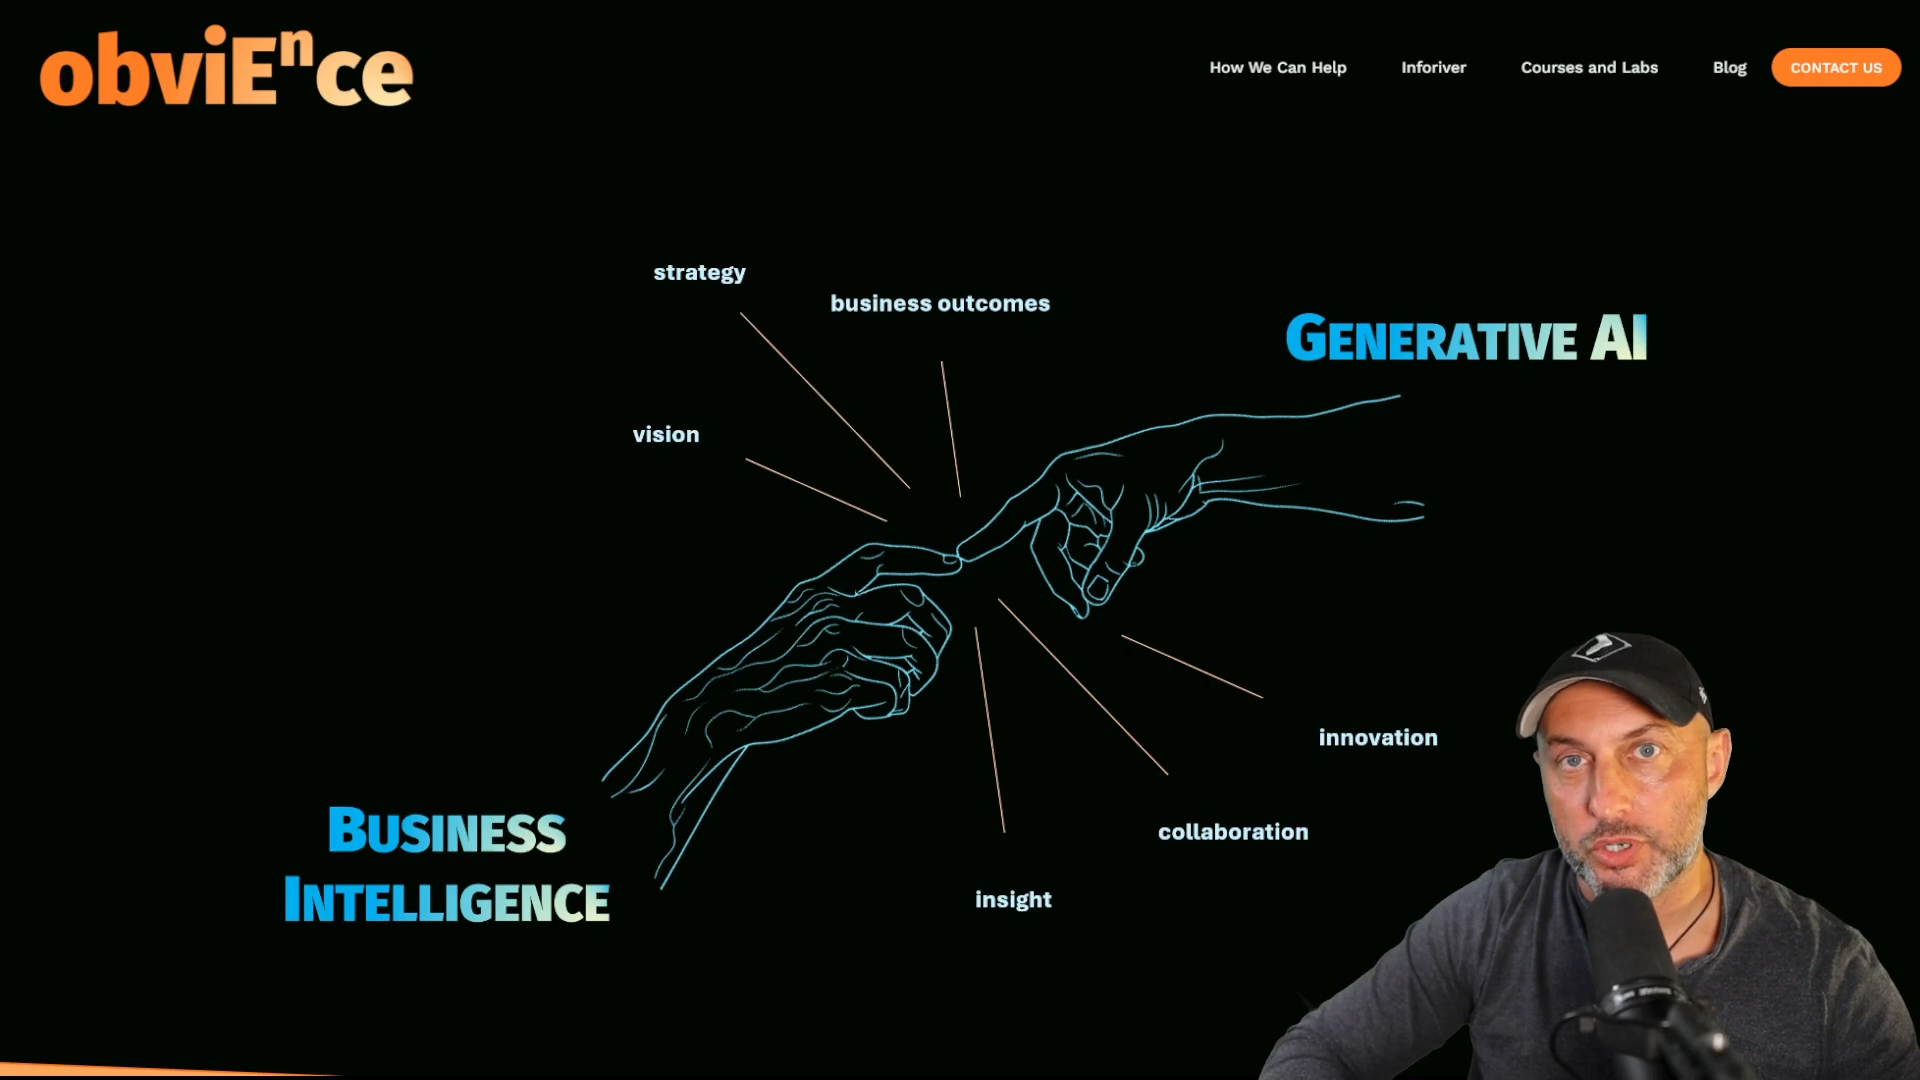 obviEnce
How We Can Help
Inforiver
Courses and Labs
Blog
CONTACT US
strategy
business outcomes
GENERATIVE AI
vision
innovation
BUSINESS
INTELLIGENCE
collaboration
insight